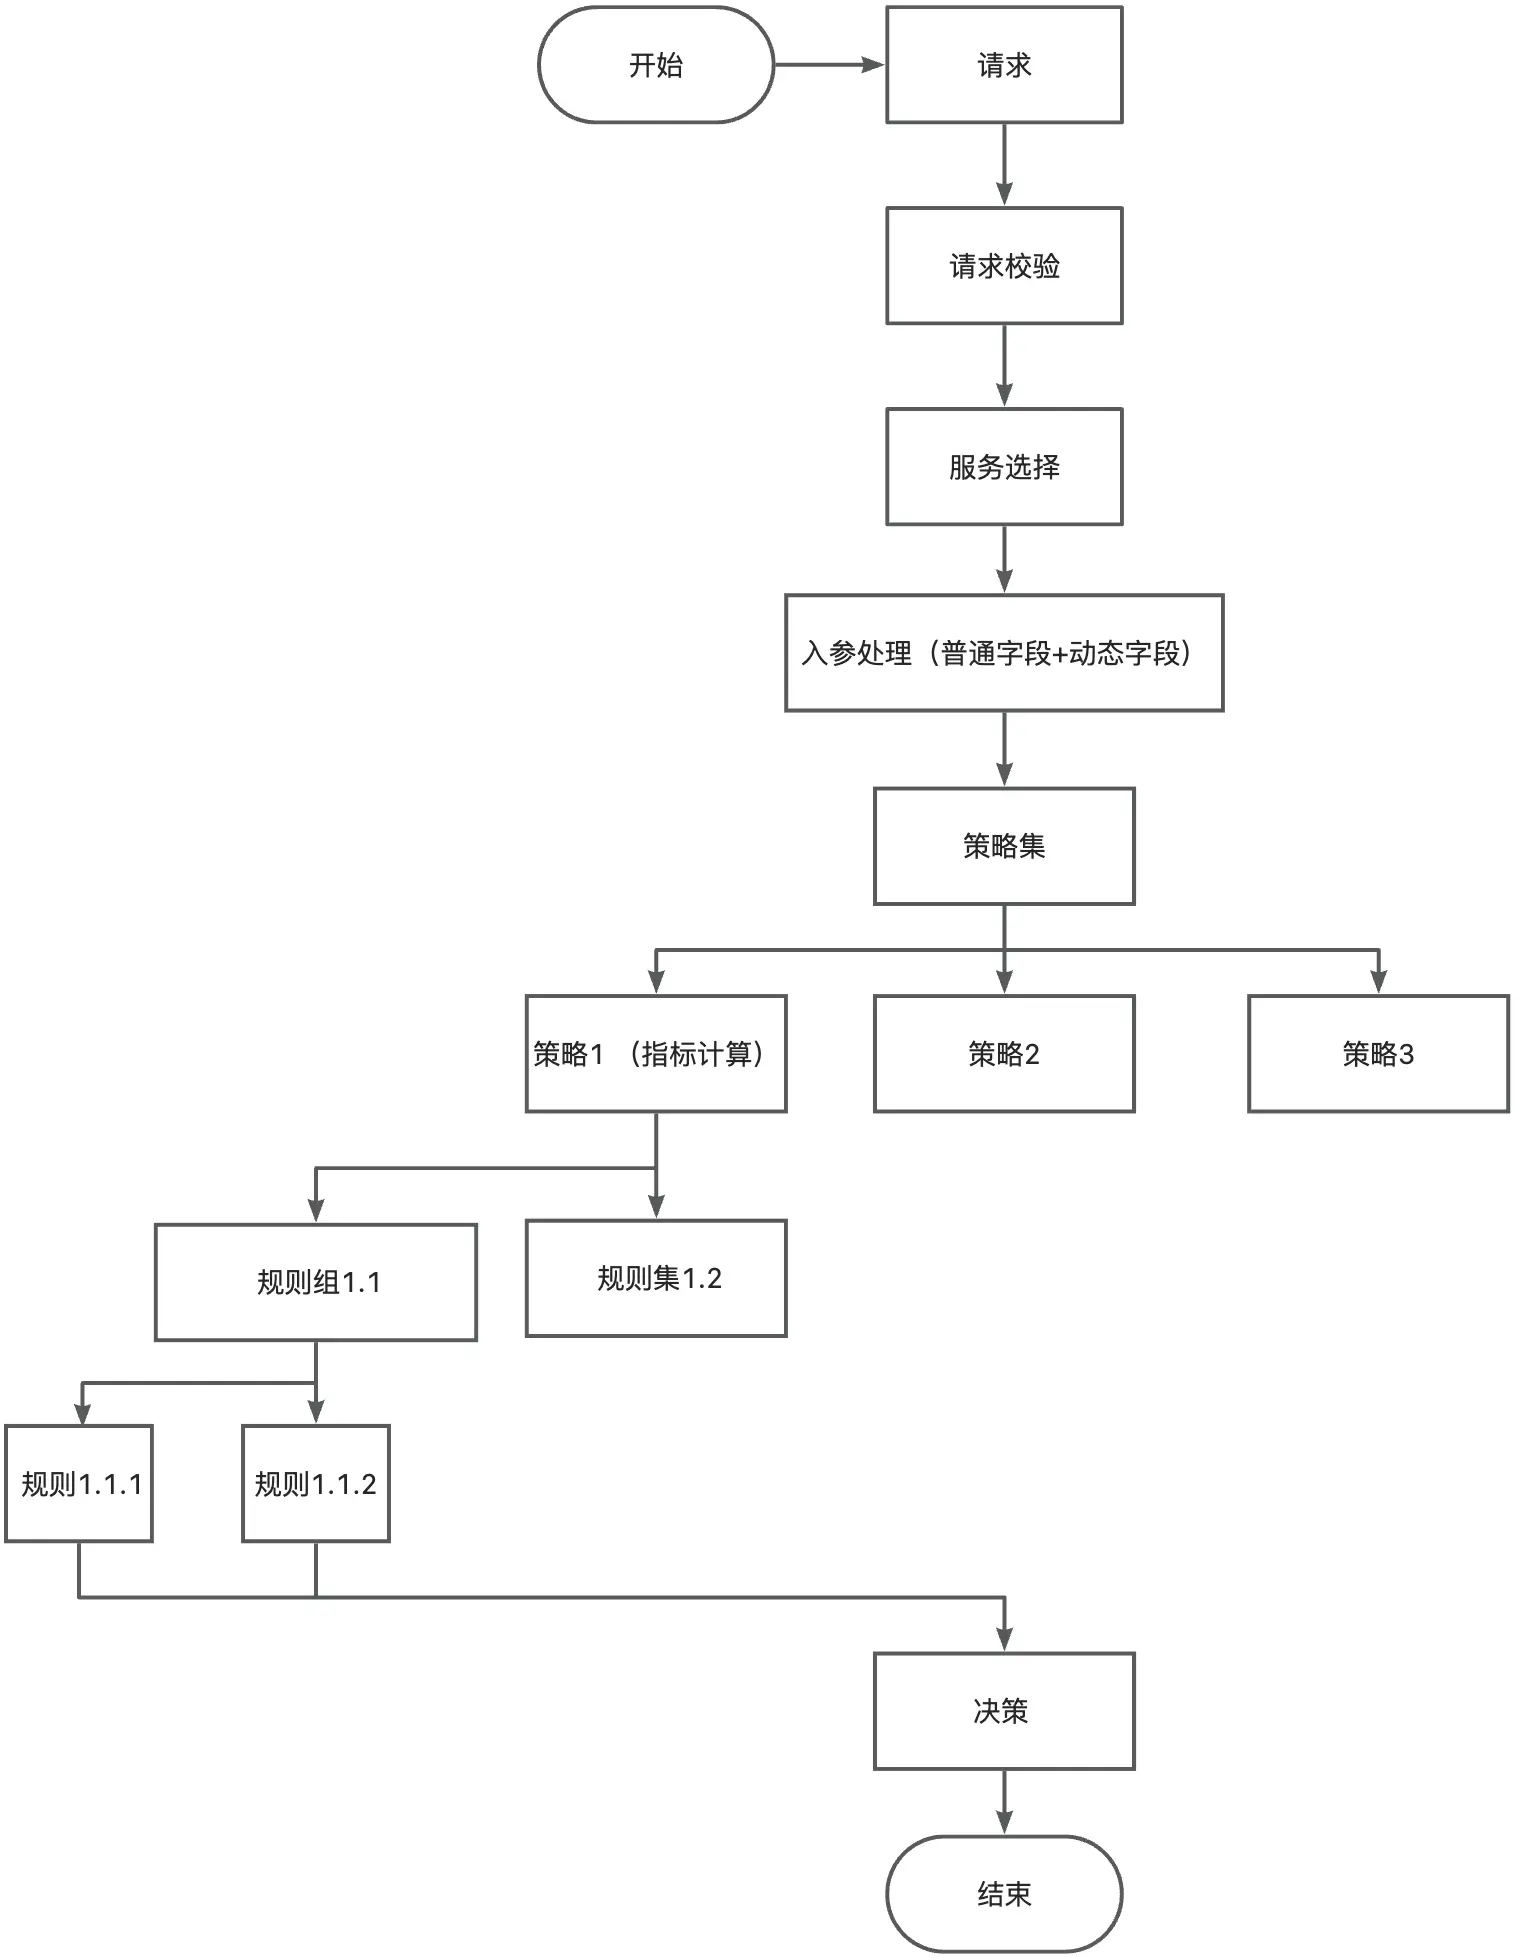 开始
请求
请求校验
服务选择
入参处理（普通字段+动态字段）
策略集
策略1 （指标计算）
策略2
策略3
规则组1.1
规则集1.2
规则1.1.1
规则1.1.2
决策
结束